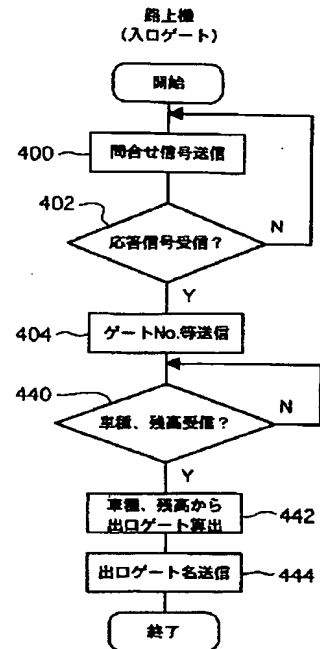 路上機
(入口ゲート)
開始
400
問合せ信号送信
402
応答信号受信?
N
Y
404
ゲートNo.等送信
440
車種、残高受信?
N
Y
車種、残高から
出口ゲート算出
442
出口ゲート名送信
444
終了